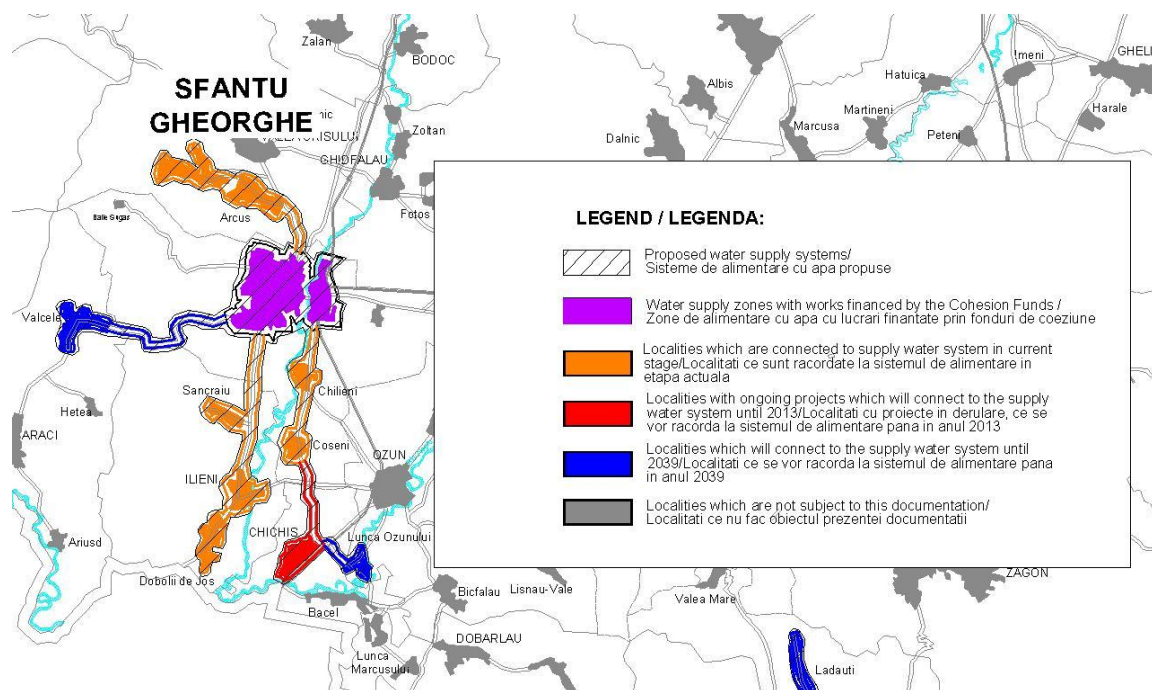 Zalan
BODOC
SFANTU
GHEORGHE
Zoltan
GHIDFALAU
Fotos
Arcus
Valcele
Sancraiu
Chilieni
Hetea
ARACI
Coseni
OZUN
ILIENI
CHICHIS
Lunca Ozunului
Ariusd
Dobolii de Jos
Bacel
Bicfalau
Lisnau-Vale
Lunca
Marcusului
DOBARLAU
Valea Mare
ZAGON
Ladauti
Albis
Dalnic
Marcusa
Hatuica
Martineni
Peteni
Imeni
GHELI
Harale
LEGEND / LEGENDA:
Proposed water supply systems/
Sisteme de alimentare cu apa propuse
Water supply zones with works financed by the Cohesion Funds /
Zone de alimentare cu apa cu lucrari finantate prin fonduri de coeziune
Localities which are connected to supply water system in current
stage/Localitati ce sunt racordate la sistemul de alimentare in
etapa actuala
Localities with ongoing projects which will connect to the supply
water system until 2013/Localitati cu proiecte in derulare, ce se
vor racorda la sistemul de alimentare pana in anul 2013
Localities which will connect to the supply water system until
2039/Localitati ce se vor racorda la sistemul de alimentare pana
in anul 2039
Localities which are not subject to this documentation/
Localitati ce nu fac obiectul prezentei documentatii